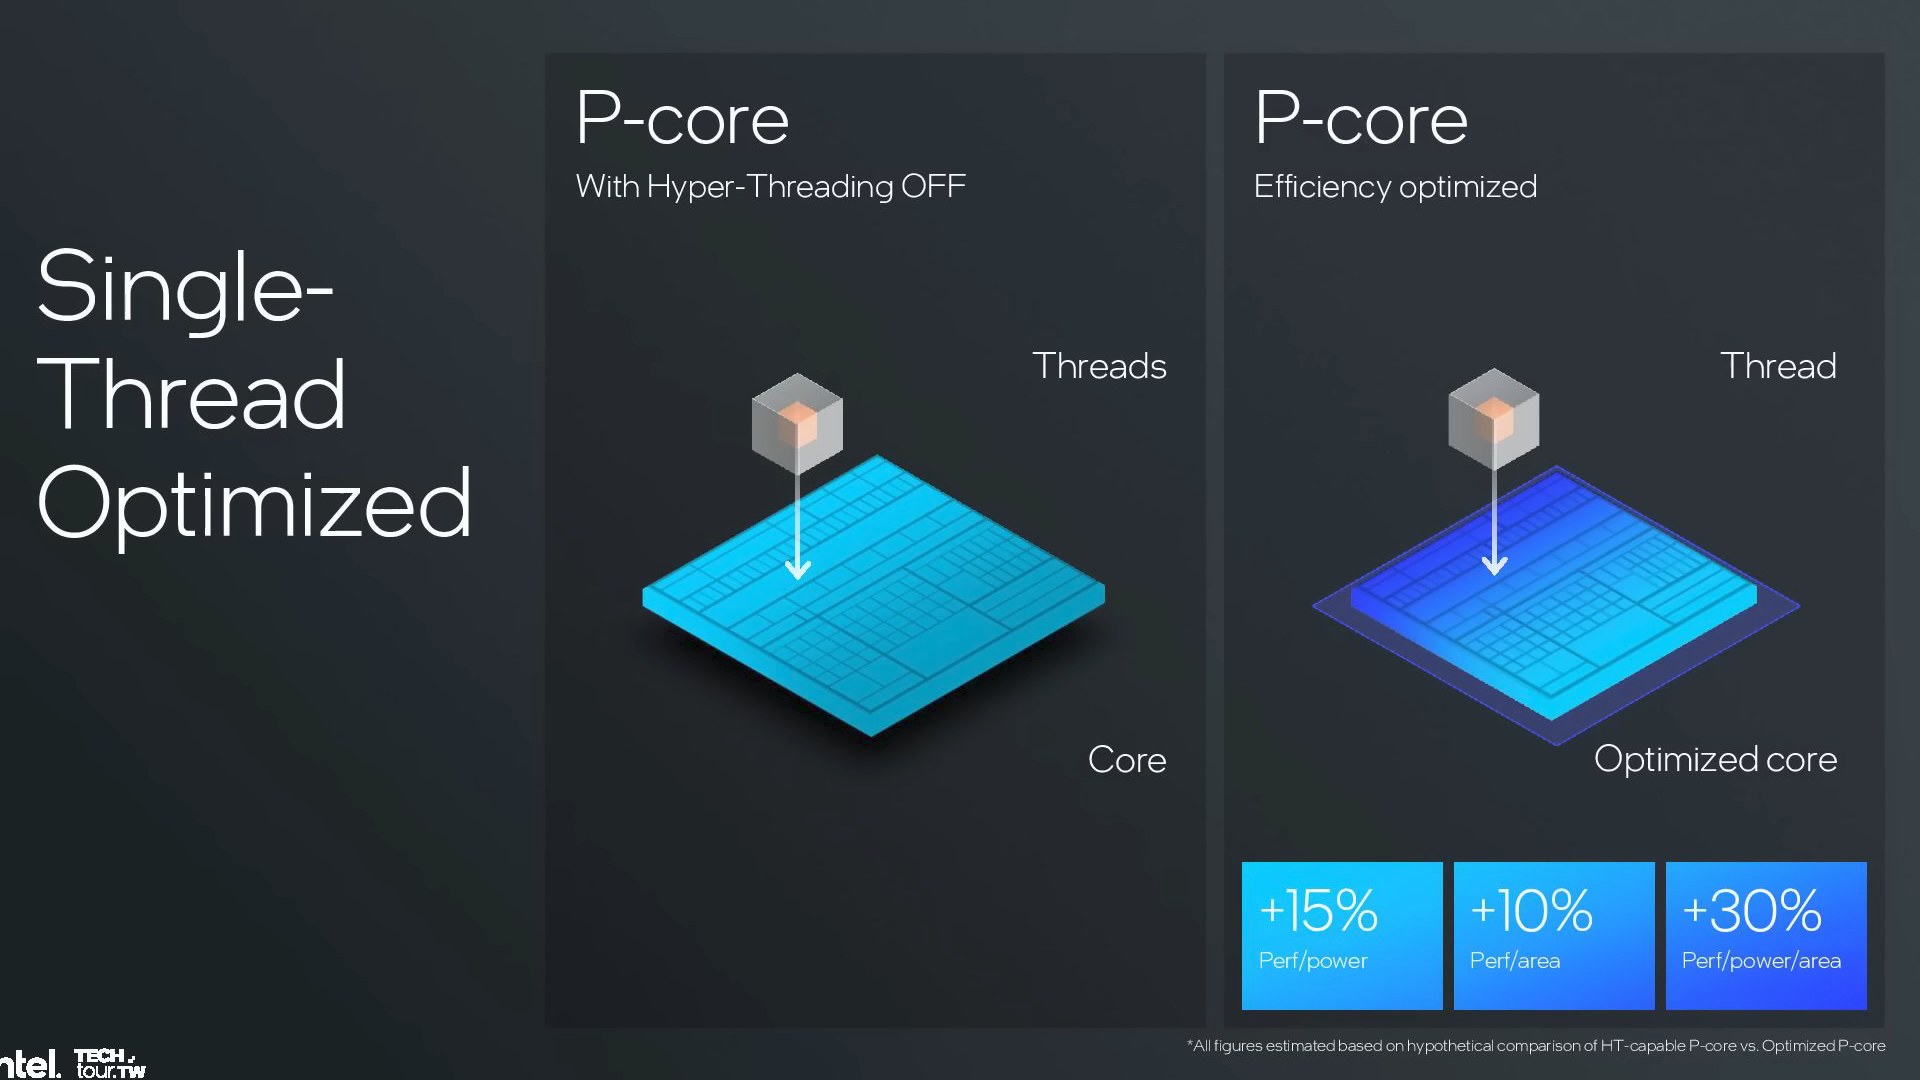 Single-
Thread
Optimized
P-core
With Hyper-Threading OFF
Threads
Core
P-core
Efficiency optimized
Thread
Optimized core
+15%
Perf/power
+10%
Perf/area
+30%
Perf/power/area
*All figures estimated based on hypothetical comparison of HT-capable P-core vs. Optimized P-core
ntel.
TECH
tour.TW